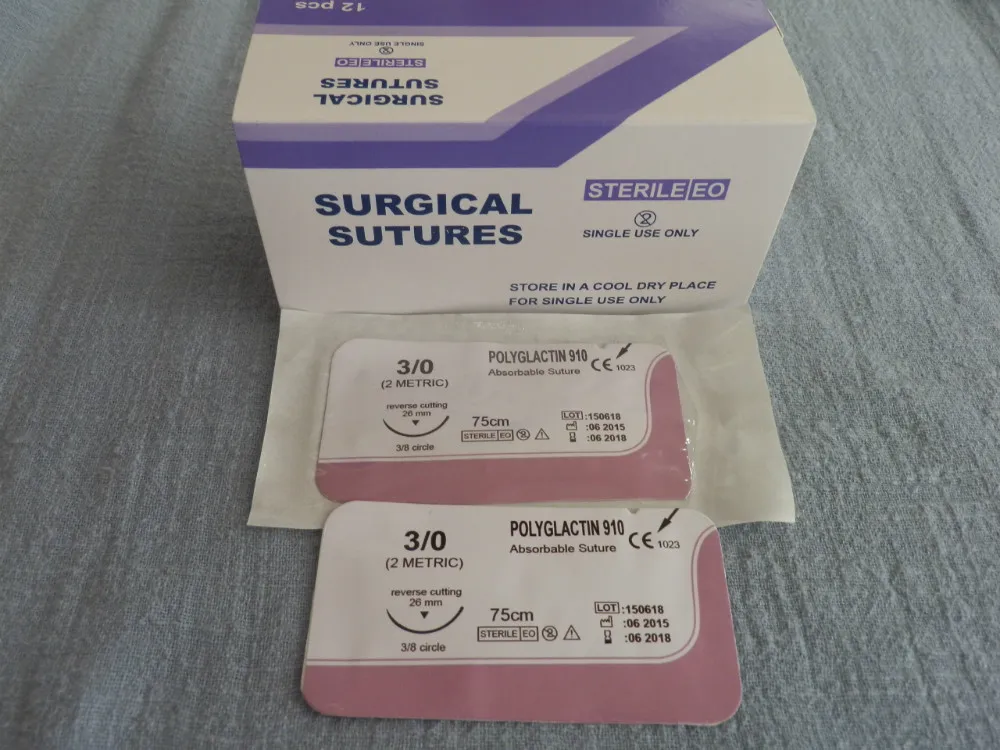 12 pcs
SINGLE USE ONLY
STERILE EO
SURGICAL
SUTURES
SURGICAL
SUTURES
STERILE EO
2
SINGLE USE ONLY
STORE IN A COOL DRY PLACE
FOR SINGLE USE ONLY
3/0
(2 METRIC)
reverse cutting
26 mm
3/8 circle
POLYGLACTIN 910
Absorbable Suture
CE 1023
75cm
STERILE EO
2
LOT :150618
:06 2015
:06 2018
3/0
(2 METRIC)
reverse cutting
26 mm
3/8 circle
POLYGLACTIN 910
Absorbable Suture
CE 1023
75cm
STERILE EO
2
LOT :150618
:06 2015
:06 2018